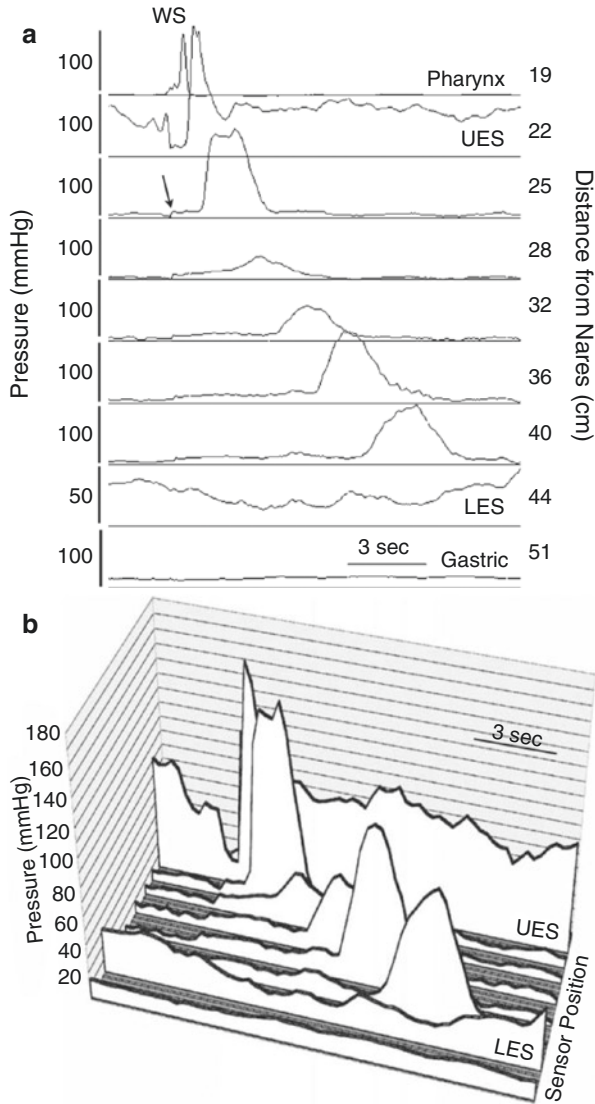 a
WS
100
Pharynx
19
100
UES
22
100
25
100
28
100
32
100
36
100
40
50
LES
44
100
3 sec
Gastric
51
Pressure (mmHg)
Distance from Nares (cm)
b
3 sec
180
160
140
120
100
80
60
40
20
Pressure (mmHg)
UES
LES
Sensor Position